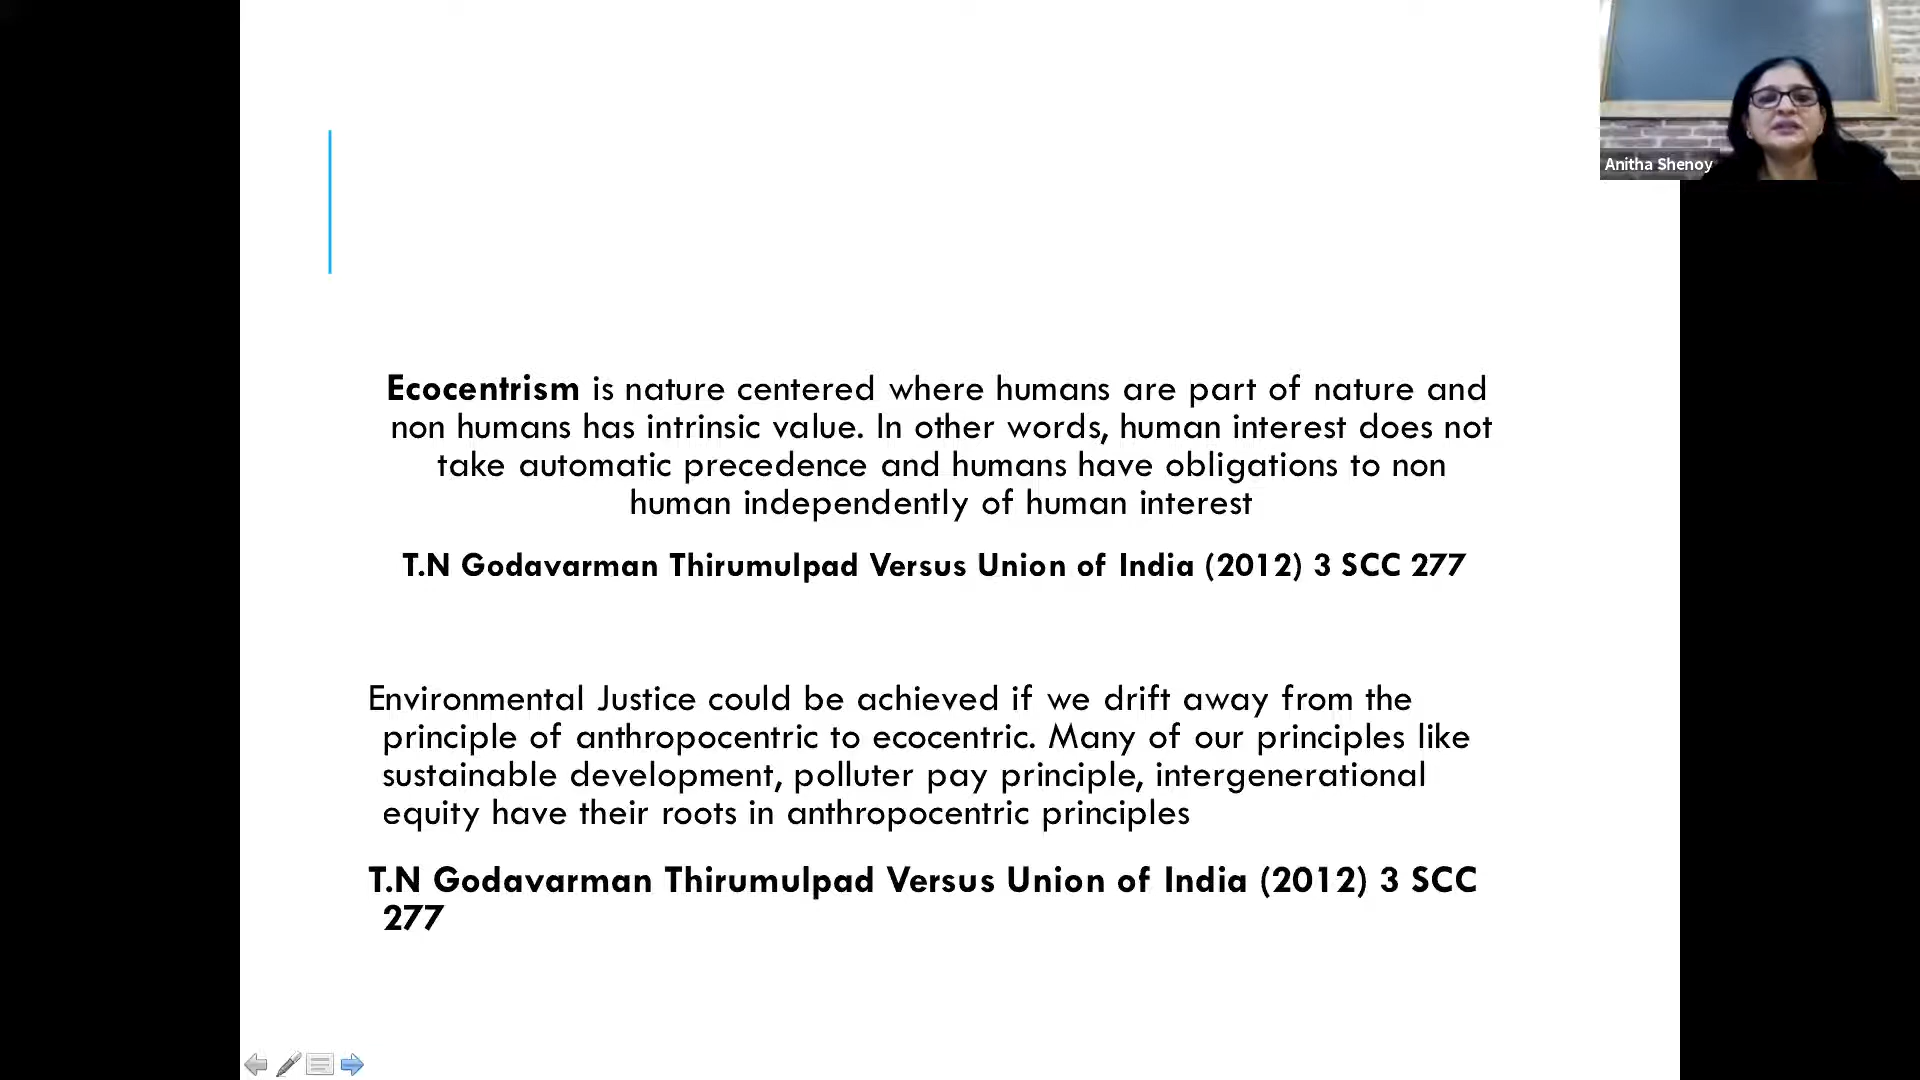 Anitha Shenoy
Ecocentrism is nature centered where humans are part of nature and
non humans has intrinsic value. In other words, human interest does not
take automatic precedence and humans have obligations to non
human independently of human interest
T.N Godavarman Thirumulpad Versus Union of India (2012) 3 SCC 277
Environmental Justice could be achieved if we drift away from the
principle of anthropocentric to ecocentric. Many of our principles like
sustainable development, polluter pay principle, intergenerational
equity have their roots in anthropocentric principles
T.N Godavarman Thirumulpad Versus Union of India (2012) 3 SCC
277